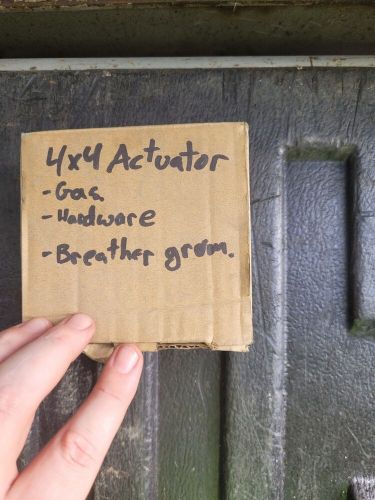 4x4 Actuator
- Gas
- Hardware
- Breather grom.